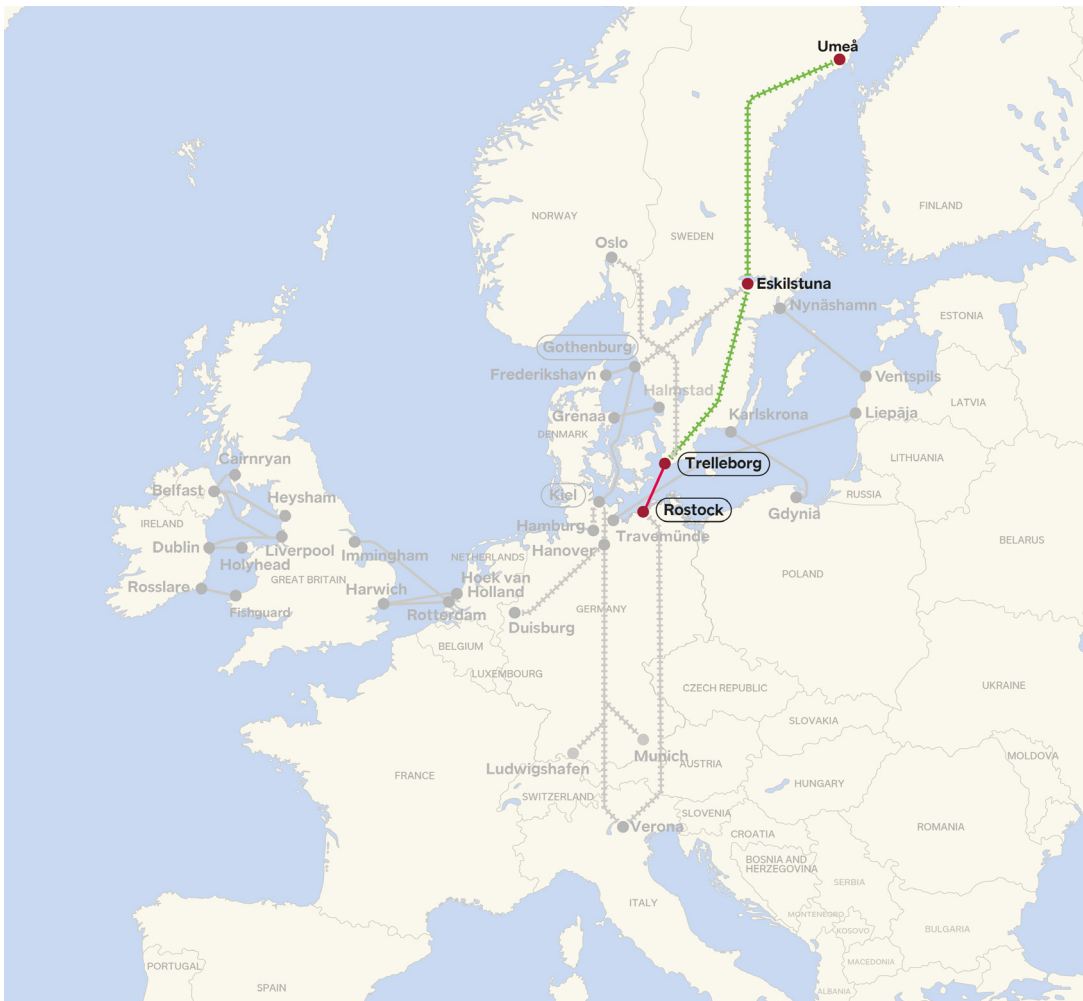 Umeå
FINLAND
NORWAY
SWEDEN
Oslo
Eskilstuna
Nynäshamn
ESTONIA
Gothenburg
Frederikshavn
Ventspils
Halmstad
LATVIA
Grenaa
Karlskrona
Liepāja
DENMARK
Cairnryan
Trelleborg
LITHUANIA
Belfast
Heysham
Kiel
RUSSIA
Rostock
Gdynia
IRELAND
Hamburg
Travemünde
BELARUS
Dublin
Liverpool
Immingham
Hanover
Holyhead
NETHERLANDS
GREAT BRITAIN
Hoek van
Holland
POLAND
Rosslare
Harwich
Fishguard
Rotterdam
GERMANY
Duisburg
BELGIUM
LUXEMBOURG
CZECH REPUBLIC
UKRAINE
SLOVAKIA
Munich
MOLDOVA
Ludwigshafen
AUSTRIA
FRANCE
HUNGARY
SWITZERLAND
SLOVENIA
Verona
CROATIA
ROMANIA
BOSNIA AND
HERZEGOVINA
SERBIA
ITALY
MONTENEGRO
KOSOVO
BULGARIA
PORTUGAL
MACEDONIA
SPAIN
ALBANIA